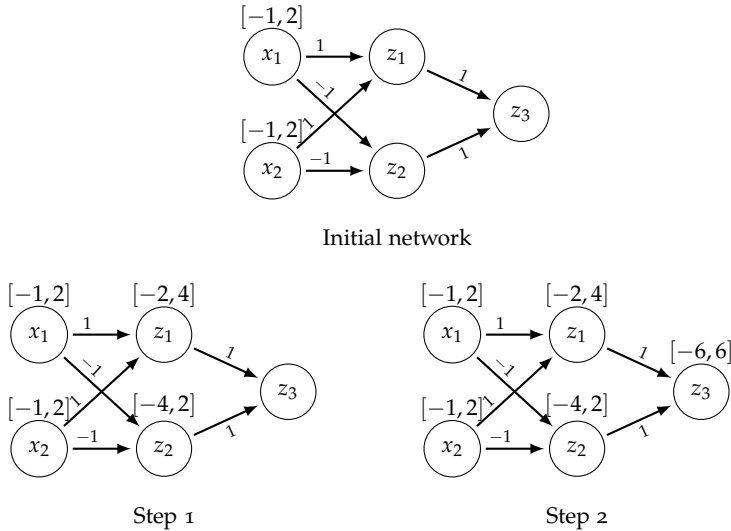 [−1, 2]
x1 1 z1
−1 1
z3
[−1, 2] 1 1
x2 −1 z2
Initial network
[−1, 2] [−2, 4]
x1 1 z1
−1 1
z3
[−1, 2] 1 [−4, 2] 1
x2 −1 z2
Step 1
[−1, 2] [−2, 4]
x1 1 z1
−1 1 [−6, 6]
z3
[−1, 2] 1 [−4, 2] 1
x2 −1 z2
Step 2